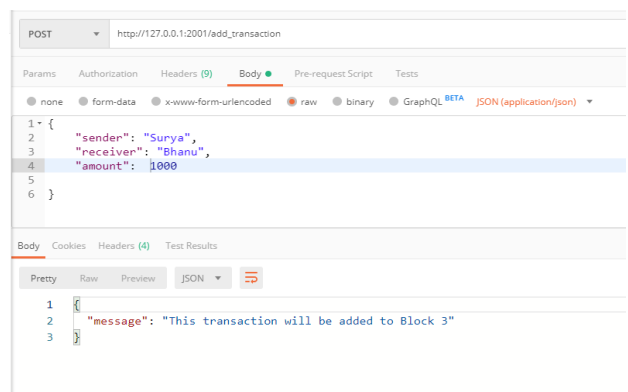 POST http://127.0.0.1:2001/add_transaction
Params Authorization Headers (9) Body Pre-request Script Tests
none form-data x-www-form-urlencoded raw binary GraphQL BETA JSON (application/json)
1 {
2 "sender": "Surya",
3 "receiver": "Bhanu",
4 "amount": 1000
5
6 }
Body Cookies Headers (4) Test Results
Pretty Raw Preview JSON
1 {
2 "message": "This transaction will be added to Block 3"
3 }